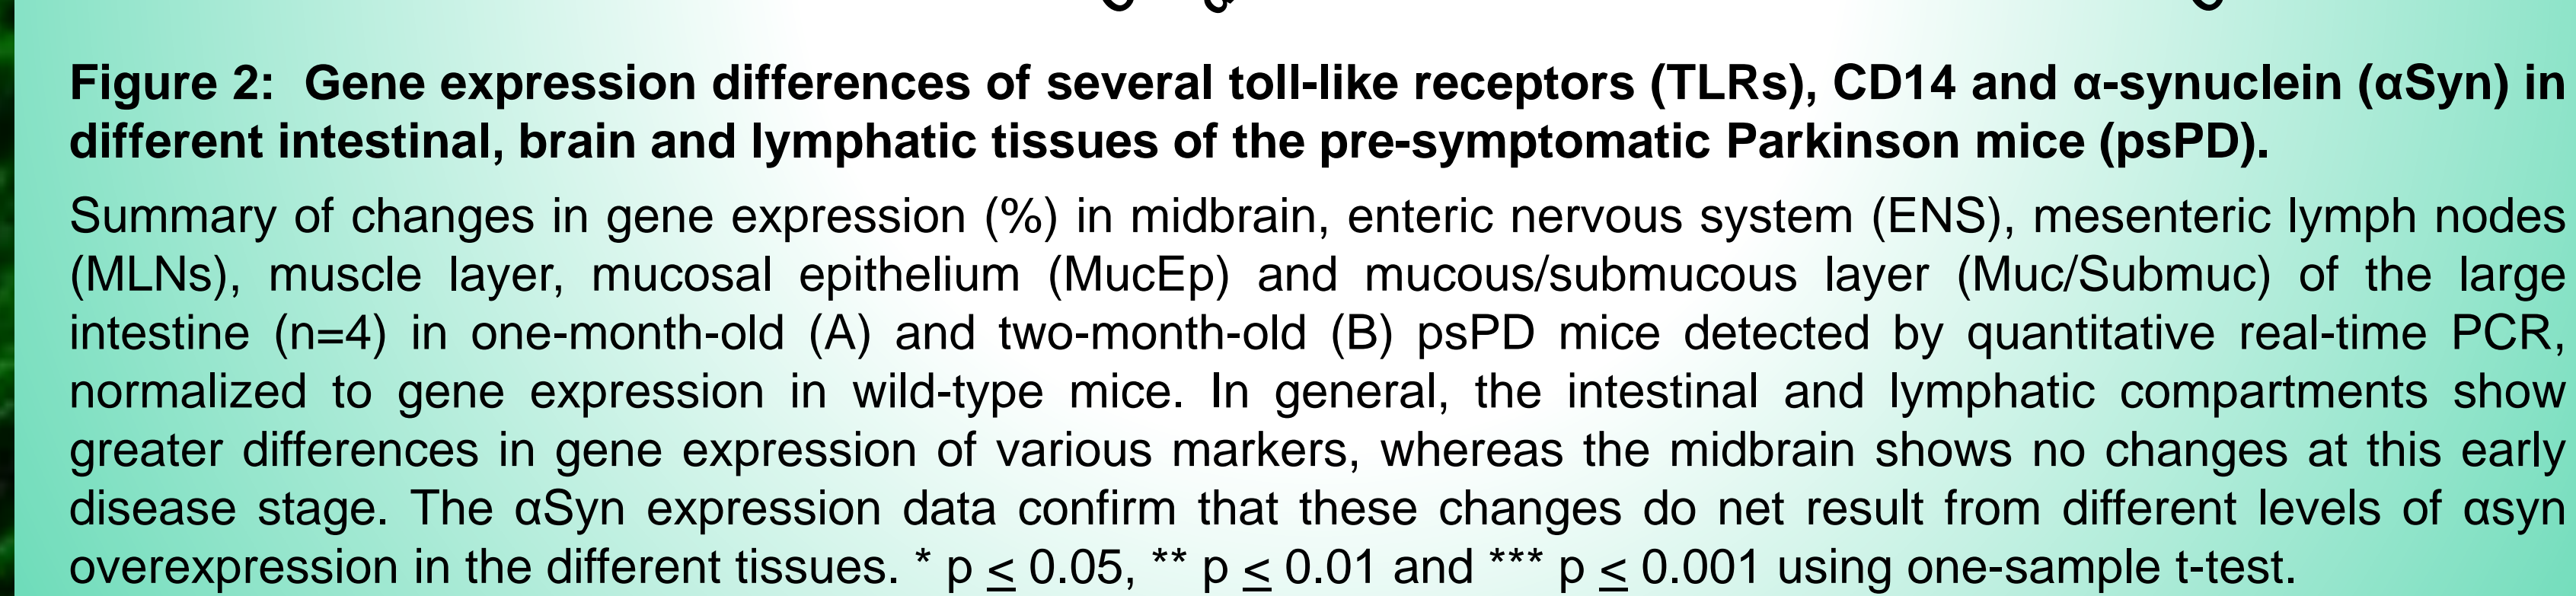 Figure 2: Gene expression differences of several toll-like receptors (TLRs), CD14 and α-synuclein (αSyn) in
different intestinal, brain and lymphatic tissues of the pre-symptomatic Parkinson mice (psPD).
Summary of changes in gene expression (%) in midbrain, enteric nervous system (ENS), mesenteric lymph nodes
(MLNs), muscle layer, mucosal epithelium (MucEp) and mucous/submucous layer (Muc/Submuc) of the large
intestine (n=4) in one-month-old (A) and two-month-old (B) psPD mice detected by quantitative real-time PCR,
normalized to gene expression in wild-type mice. In general, the intestinal and lymphatic compartments show
greater differences in gene expression of various markers, whereas the midbrain shows no changes at this early
disease stage. The αSyn expression data confirm that these changes do net result from different levels of αsyn
overexpression in the different tissues. * p ≤ 0.05, ** p ≤ 0.01 and *** p ≤ 0.001 using one-sample t-test.